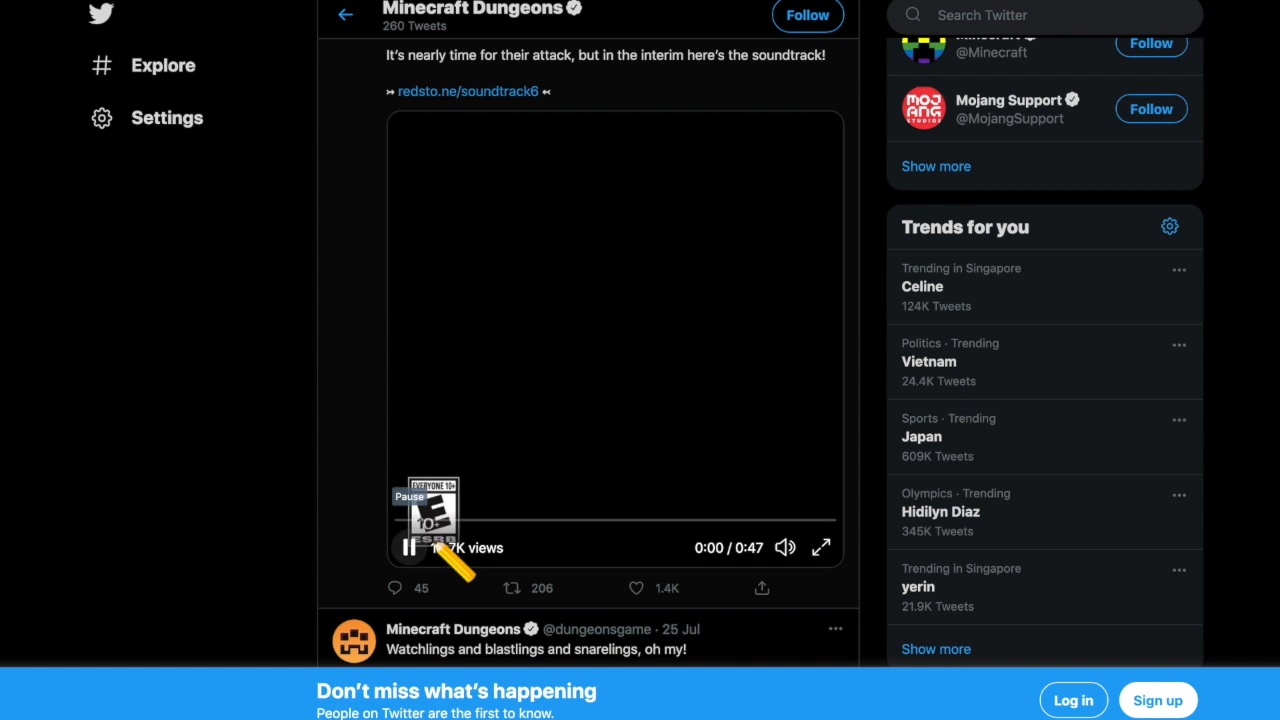 Explore
Settings
Minecraft Dungeons
260 Tweets
Follow
It's nearly time for their attack, but in the interim here's the soundtrack!
redsto.ne/soundtrack6
EVERYONE 10+
E
10+
ESRB
Pause
K views
0:00 / 0:47
45
206
1.4K
Minecraft Dungeons @dungeonsgame · 25 Jul
Watchlings and blastlings and snarelings, oh my!
Search Twitter
@Minecraft
Follow
MOJ
ANG
STUDIOS
Mojang Support
@MojangSupport
Follow
Show more
Trends for you
Trending in Singapore
Celine
124K Tweets
Politics · Trending
Vietnam
24.4K Tweets
Sports · Trending
Japan
609K Tweets
Olympics · Trending
Hidilyn Diaz
345K Tweets
Trending in Singapore
yerin
21.9K Tweets
Show more
Don't miss what's happening
People on Twitter are the first to know.
Log in
Sign up